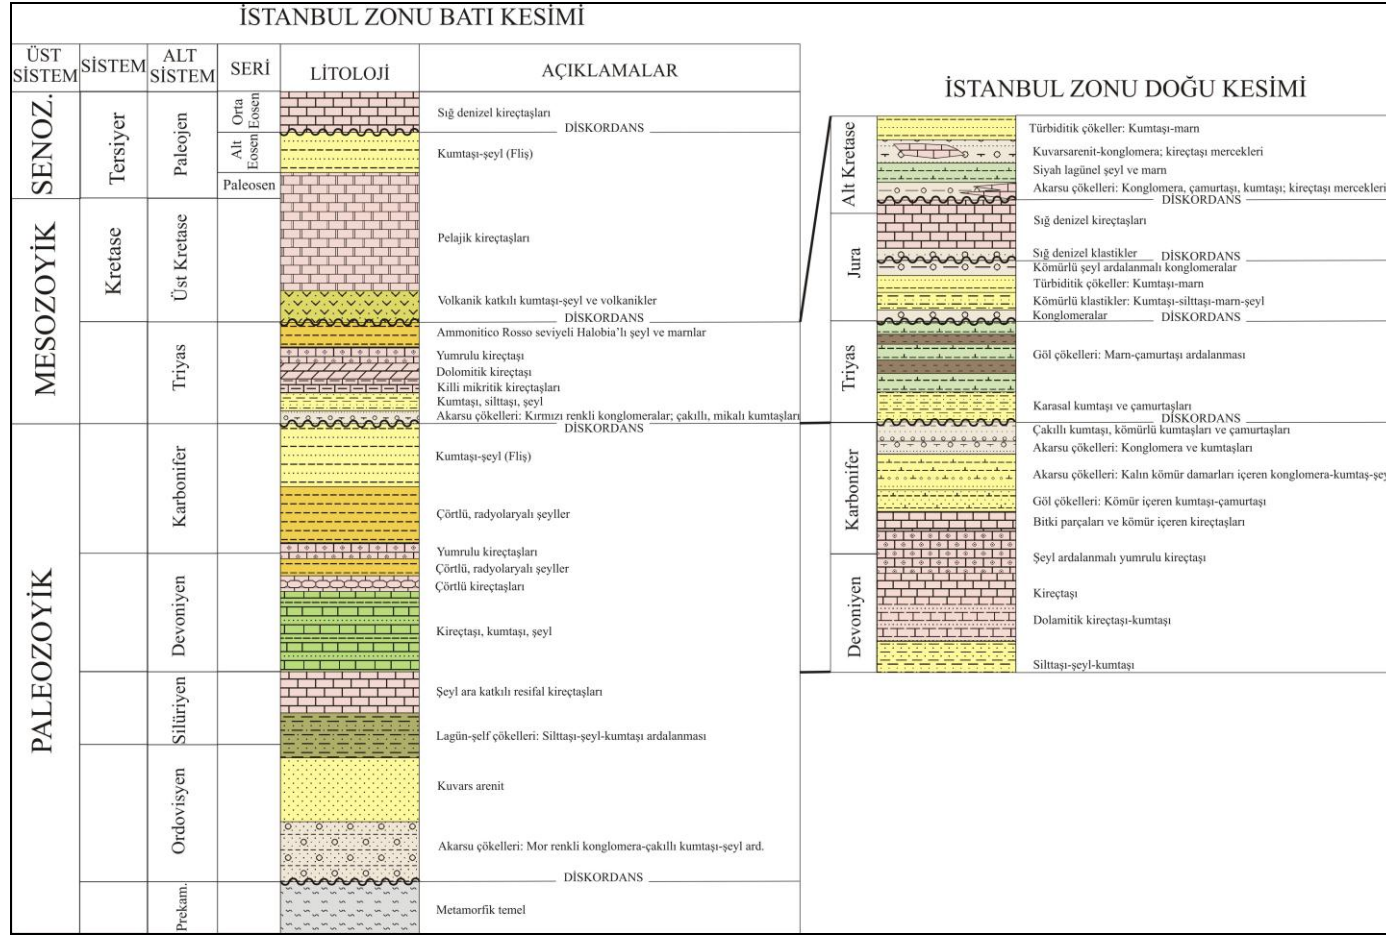 İSTANBUL ZONU BATI KESİMİ
ÜST SİSTEM
SİSTEM
ALT SİSTEM
SERİ
LİTOLOJİ
AÇIKLAMALAR
SENOZ.
MESOZOYİK
PALEOZOYİK
Tersiyer
Kretase
Paleojen
Üst Kretase
Triyas
Karbonifer
Devoniyen
Silüriyen
Ordovisyen
Prekam.
Orta Eosen
Alt Eosen
Paleosen
Sığ denizel kireçtaşları
DİSKORDANS
Kumtaşı-şeyl (Fliş)
Pelajik kireçtaşları
Volkanik katkılı kumtaşı-şeyl ve volkanikler
DİSKORDANS
Ammonitico Rosso seviyeli Halobia'lı şeyl ve marnlar
Yumrulu kireçtaşı
Dolomitik kireçtaşı
Killi mikritik kireçtaşları
Kumtaşı, silttaşı, şeyl
Akarsu çökelleri: Kırmızı renkli konglomeralar; çakıllı, mikalı kumtaşları
DİSKORDANS
Kumtaşı-şeyl (Fliş)
Çörtlü, radyolaryalı şeyller
Yumrulu kireçtaşları
Çörtlü, radyolaryalı şeyller
Çörtlü kireçtaşları
Kireçtaşı, kumtaşı, şeyl
Şeyl ara katkılı resifal kireçtaşları
Lagün-şelf çökelleri: Silttaşı-şeyl-kumtaşı ardalanması
Kuvars arenit
Akarsu çökelleri: Mor renkli konglomera-çakıllı kumtaşı-şeyl ard.
DİSKORDANS
Metamorfik temel
İSTANBUL ZONU DOĞU KESİMİ
Alt Kretase
Jura
Triyas
Karbonifer
Devoniyen
Türbiditik çökeller: Kumtaşı-marn
Kuvarsarenit-konglomera; kireçtaşı mercekleri
Siyah lagünel şeyl ve marn
Akarsu çökelleri: Konglomera, çamurtaşı, kumtaşı; kireçtaşı mercekleri
DİSKORDANS
Sığ denizel kireçtaşları
Sığ denizel klastikler
DİSKORDANS
Kömürlü şeyl ardalanmalı konglomeralar
Türbiditik çökeller: Kumtaşı-marn
Kömürlü klastikler: Kumtaşı-silttaşı-marn-şeyl
Konglomeralar
DİSKORDANS
Göl çökelleri: Marn-çamurtaşı ardalanması
Karasal kumtaşı ve çamurtaşları
DİSKORDANS
Çakıllı kumtaşı, kömürlü kumtaşları ve çamurtaşları
Akarsu çökelleri: Konglomera ve kumtaşları
Akarsu çökelleri: Kalın kömür damarları içeren konglomera-kumtaş-şey
Göl çökelleri: Kömür içeren kumtaşı-çamurtaşı
Bitki parçaları ve kömür içeren kireçtaşları
Şeyl ardalanmalı yumrulu kireçtaşı
Kireçtaşı
Dolamitik kireçtaşı-kumtaşı
Silttaşı-şeyl-kumtaşı